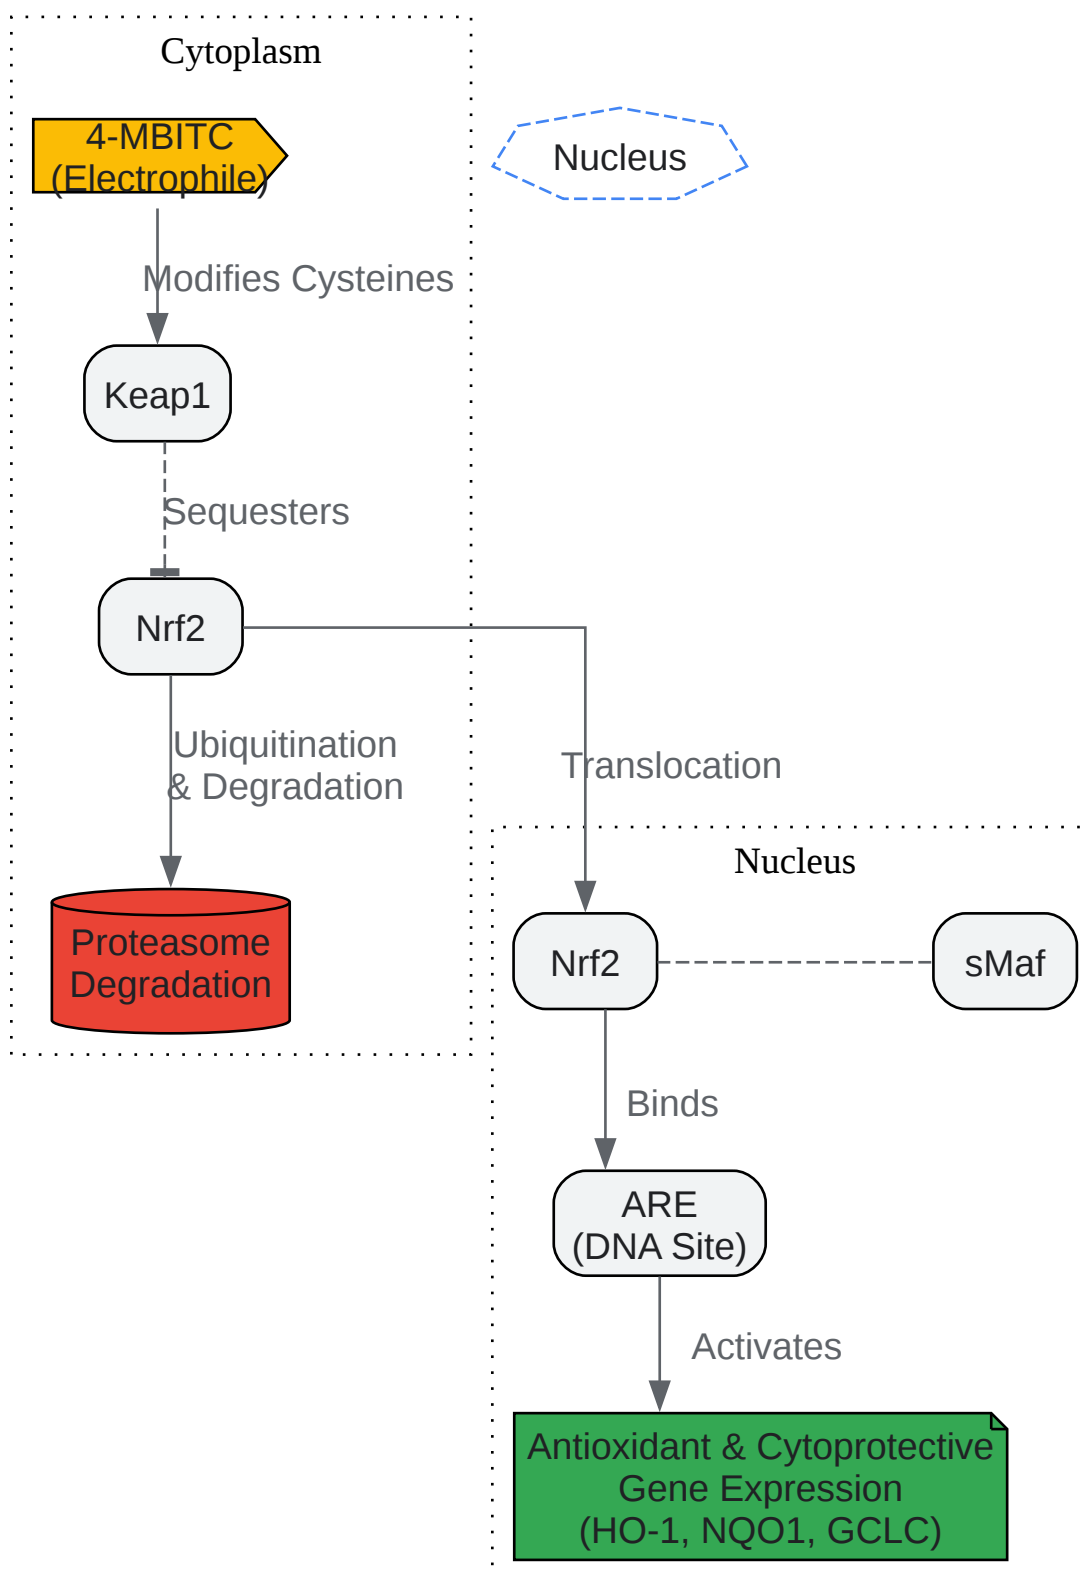 Cytoplasm
4-MBITC
(Electrophile)
Nucleus
Modifies Cysteines
Keap1
Sequesters
Nrf2
Ubiquitination
& Degradation
Translocation
Proteasome
Degradation
Nucleus
Nrf2
sMaf
Binds
ARE
(DNA Site)
Activates
Antioxidant & Cytoprotective
Gene Expression
(HO-1, NQO1, GCLC)